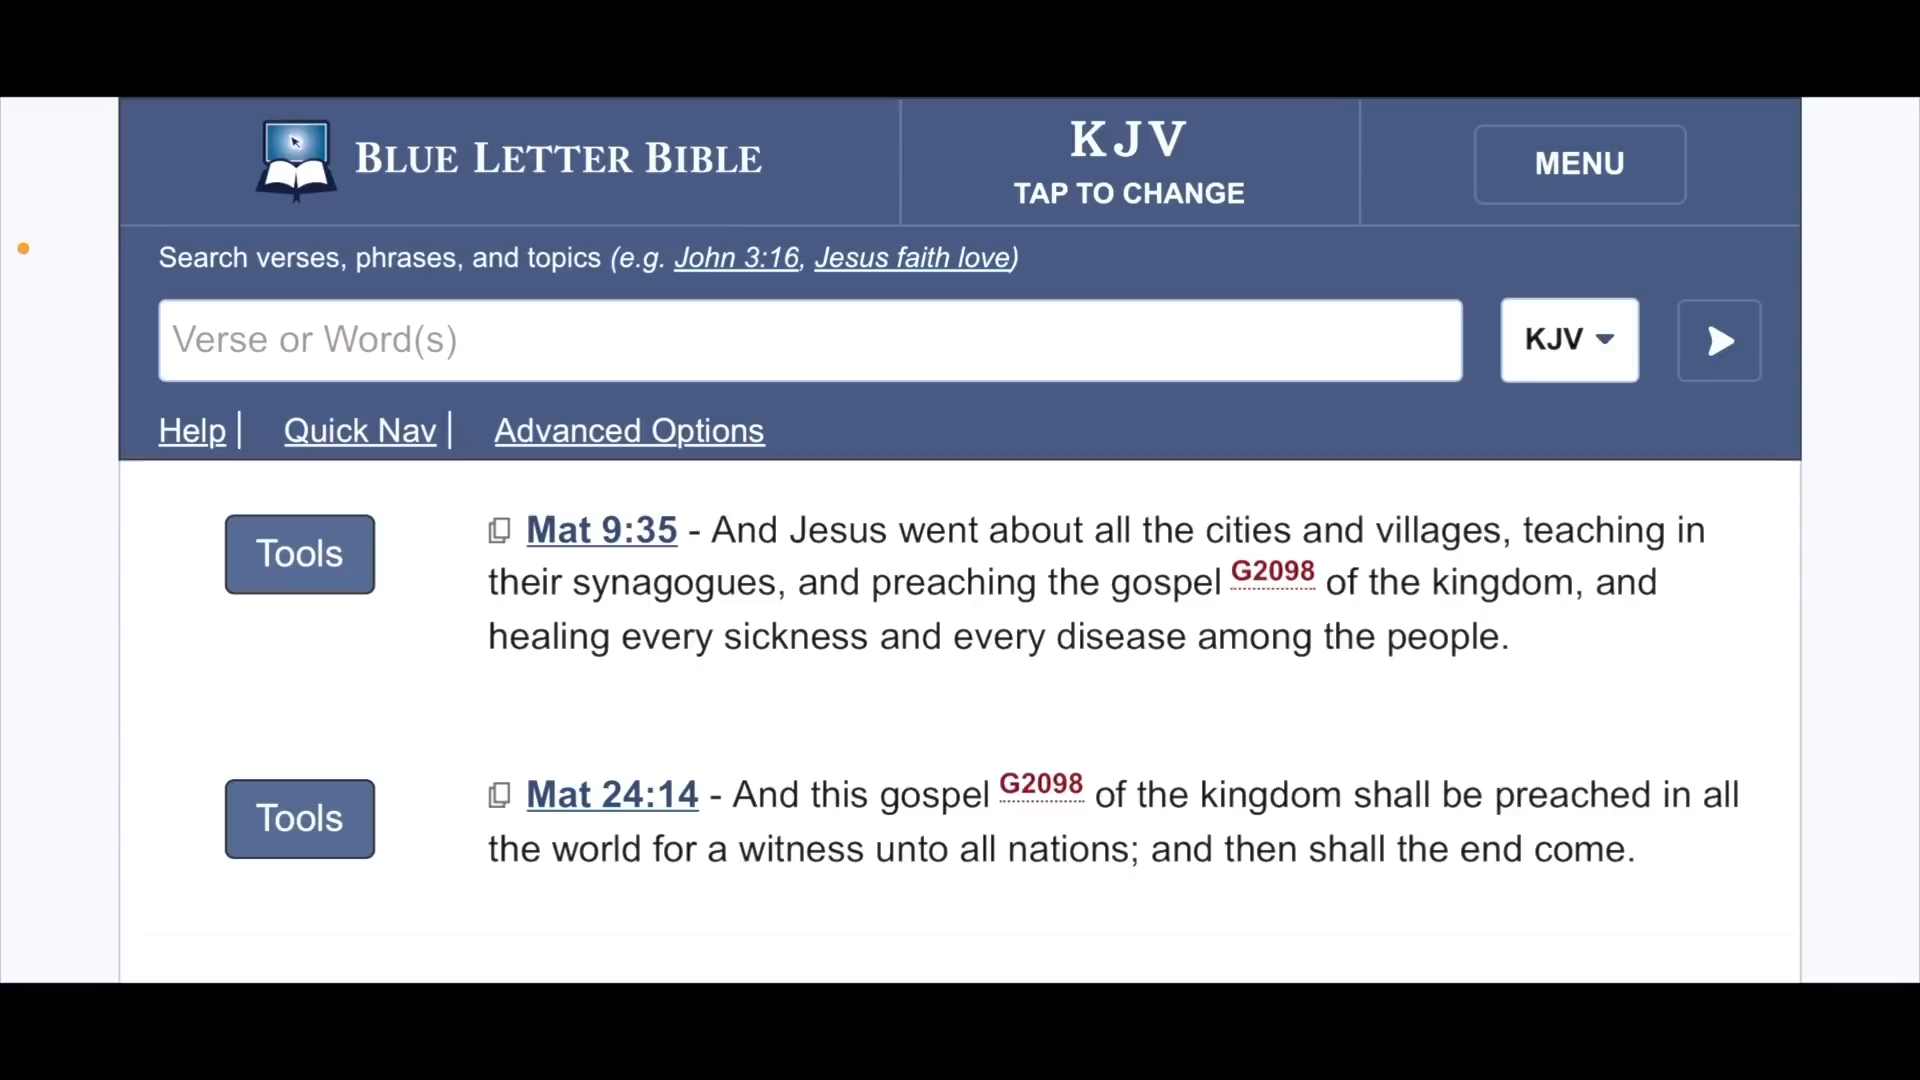 BLUE LETTER BIBLE
KJV
TAP TO CHANGE
MENU
Search verses, phrases, and topics (e.g. John 3:16, Jesus faith love)
Verse or Word(s)
KJV
Help| Quick Nav| Advanced Options
Tools
Mat 9:35 - And Jesus went about all the cities and villages, teaching in
their synagogues, and preaching the gospel G2098 of the kingdom, and
healing every sickness and every disease among the people.
Tools
Mat 24:14 - And this gospel G2098 of the kingdom shall be preached in all
the world for a witness unto all nations; and then shall the end come.